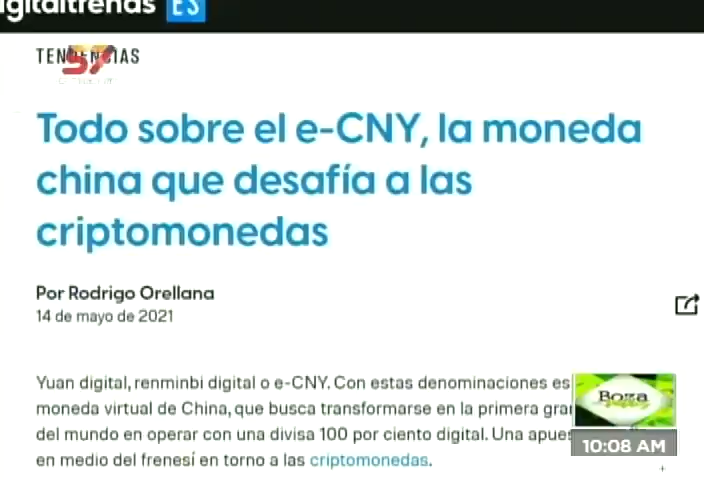 digitaltrends ES
TENDENCIAS
57
Todo sobre el e-CNY, la moneda
china que desafía a las
criptomonedas
Por Rodrigo Orellana
14 de mayo de 2021
Yuan digital, renminbi digital o e-CNY. Con estas denominaciones es
moneda virtual de China, que busca transformarse en la primera gra
del mundo en operar con una divisa 100 por ciento digital. Una apue
en medio del frenesí en torno a las criptomonedas.
10:08 AM